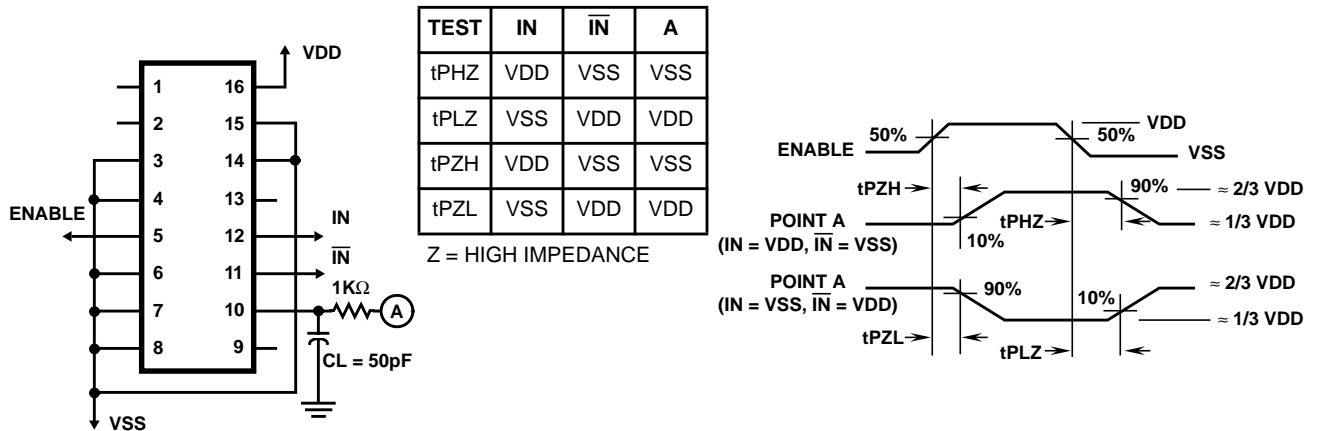 VDD
1 16
2 15
3 14
4 13
ENABLE
5 12
IN
6 11
I̅N̅
7 10
1KΩ
A
8 9
CL = 50pF
VSS
TEST IN I̅N̅ A
tPHZ VDD VSS VSS
tPLZ VSS VDD VDD
tPZH VDD VSS VSS
tPZL VSS VDD VDD
Z = HIGH IMPEDANCE
ENABLE
50%
50%
VDD
VSS
tPZH
10%
tPHZ
90%
≈ 2/3 VDD
≈ 1/3 VDD
POINT A
(IN = VDD, I̅N̅ = VSS)
POINT A
(IN = VSS, I̅N̅ = VDD)
90%
10%
≈ 2/3 VDD
≈ 1/3 VDD
tPZL
tPLZ